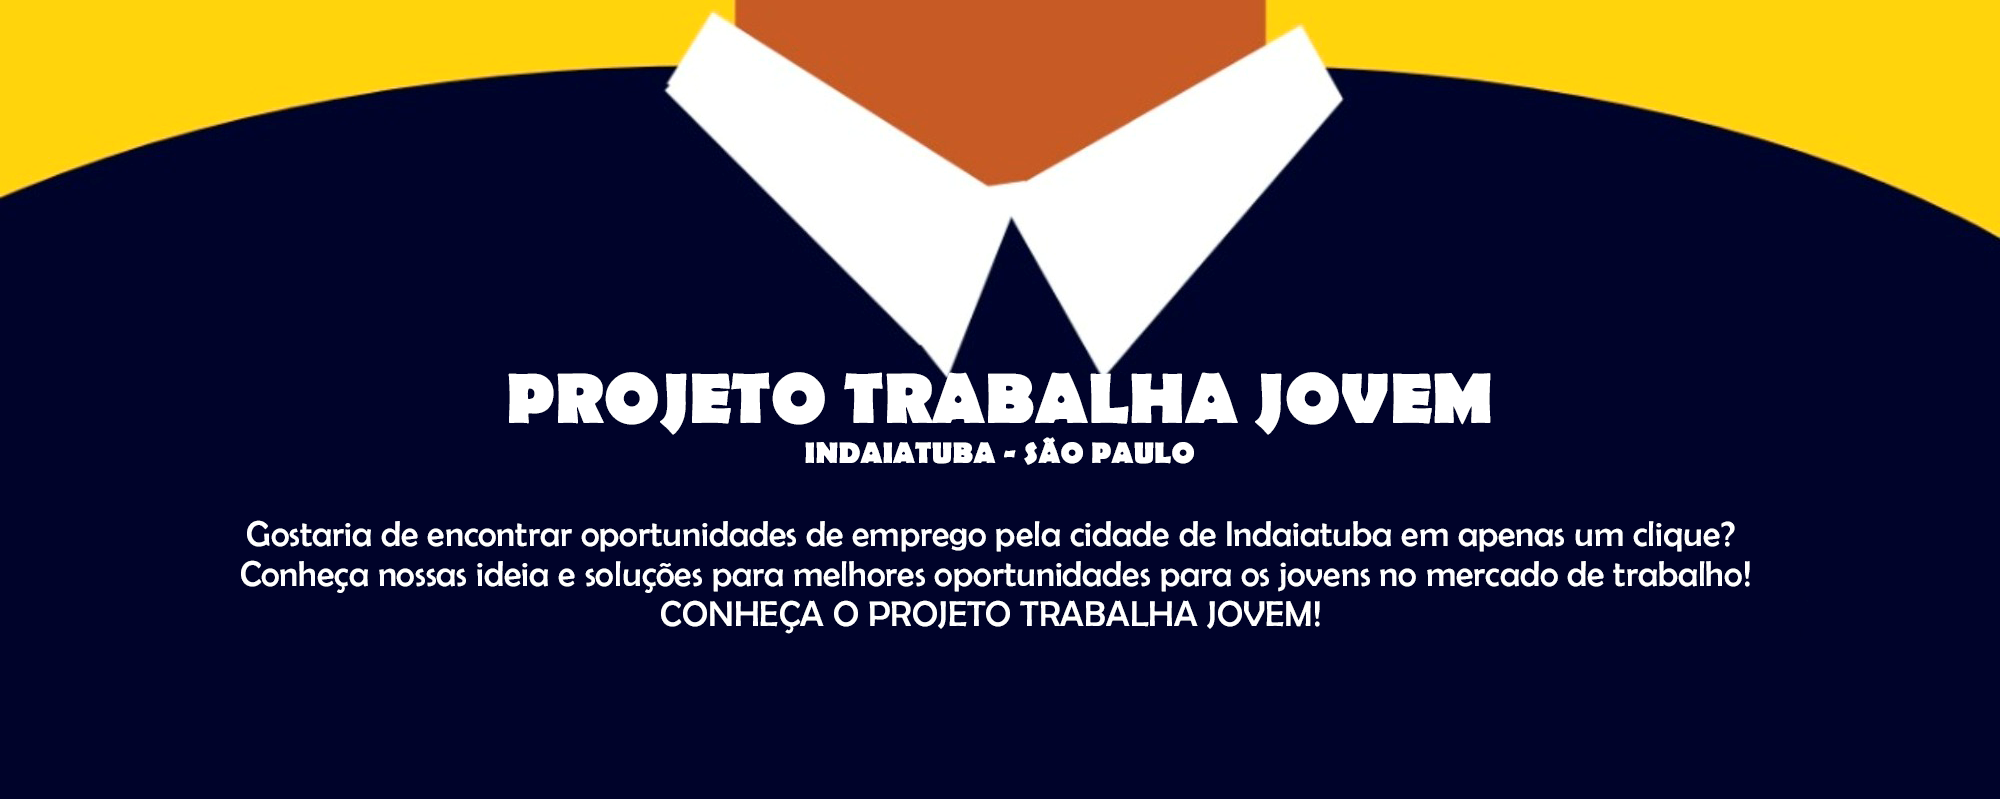 PROJETO TRABALHA JOVEM
INDAIATUBA - SÃO PAULO
Gostaria de encontrar oportunidades de emprego pela cidade de Indaiatuba em apenas um clique?
Conheça nossas ideia e soluções para melhores oportunidades para os jovens no mercado de trabalho!
CONHEÇA O PROJETO TRABALHA JOVEM!